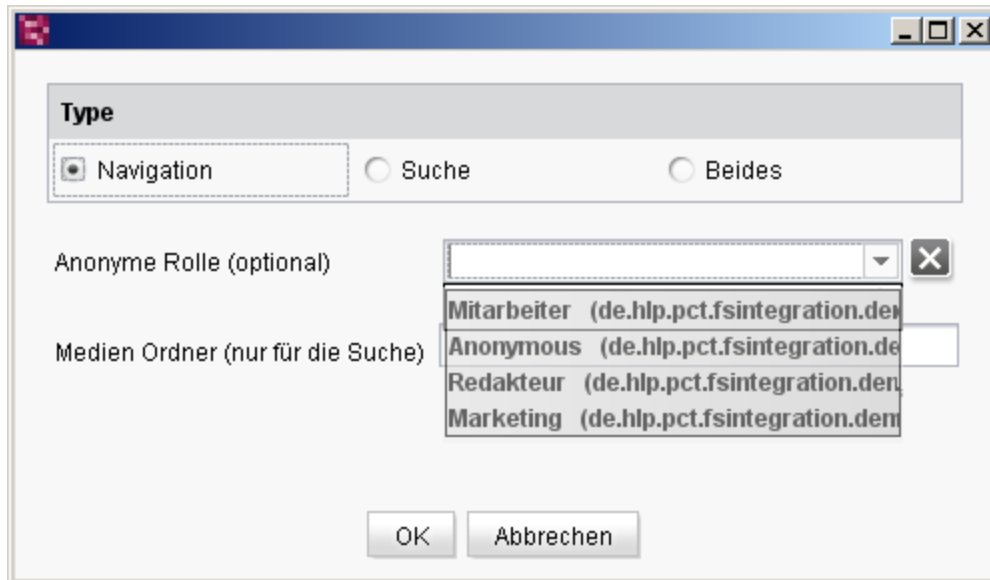 Type
Navigation Suche Beides
Anonyme Rolle (optional)
Mitarbeiter (de.hlp.pct.fsintegration.den
Medien Ordner (nur für die Suche)
Anonymous (de.hlp.pct.fsintegration.de
Redakteur (de.hlp.pct.fsintegration.den
Marketing (de.hlp.pct.fsintegration.dem
OK Abbrechen